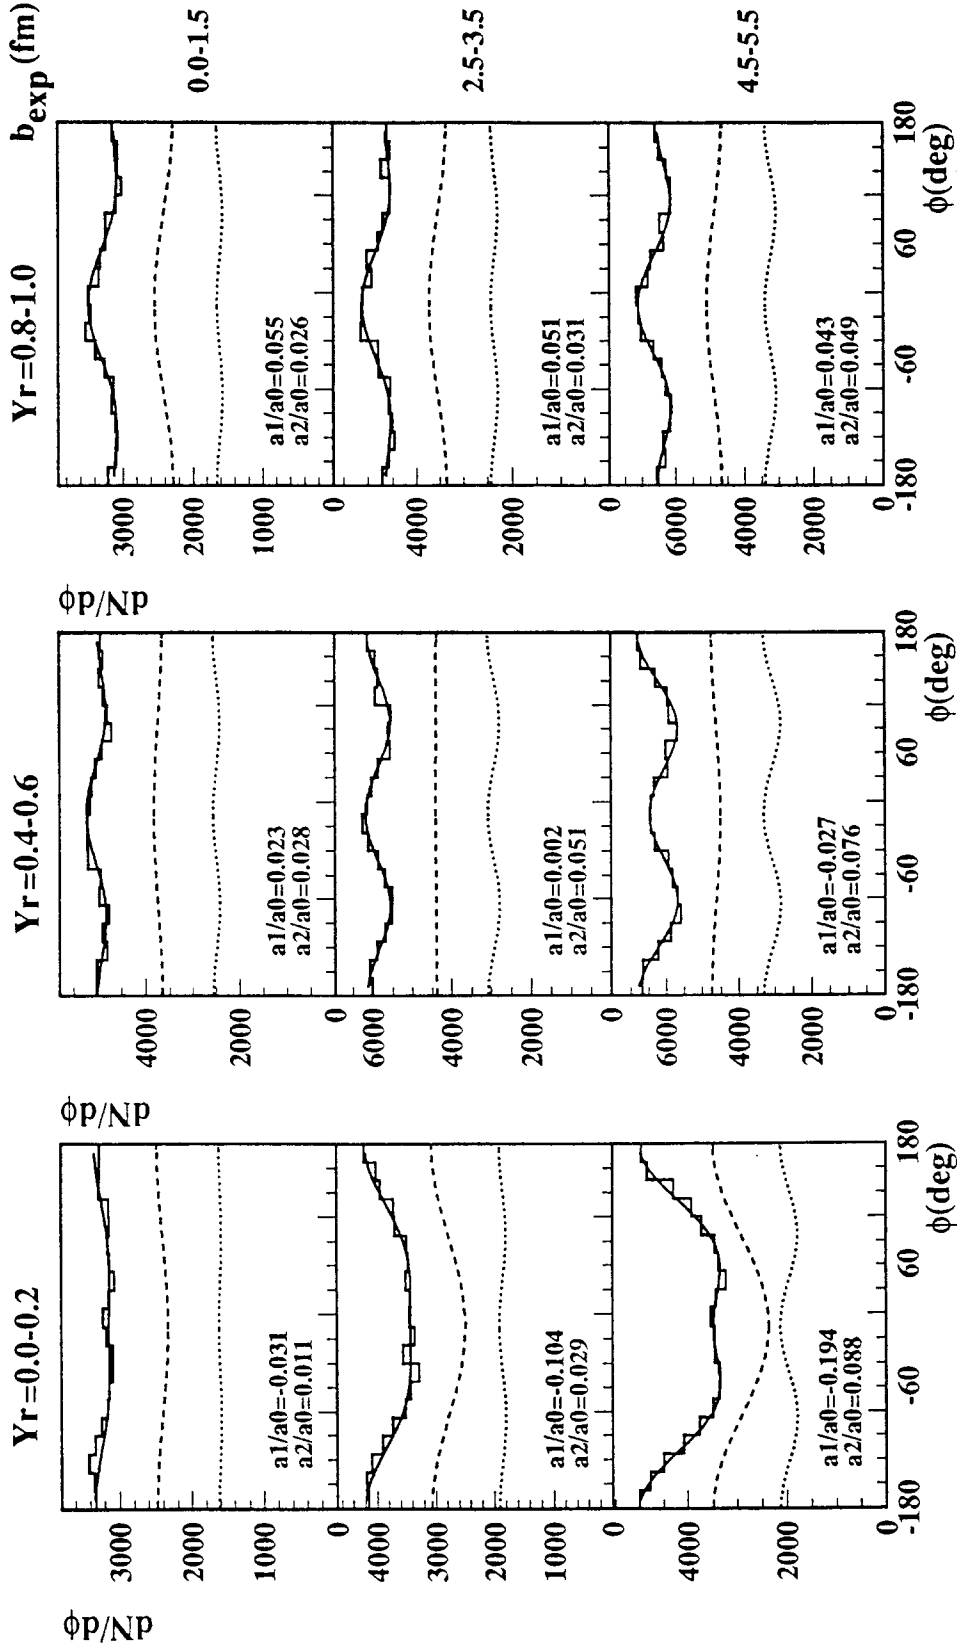 Yr=0.0-0.2
Yr=0.4-0.6
Yr=0.8-1.0
b_exp (fm)
dN/dϕ
3000
2000
1000
0
a1/a0=-0.031
a2/a0=0.011
dN/dϕ
4000
2000
0
a1/a0=0.023
a2/a0=0.028
dN/dϕ
3000
2000
1000
0
a1/a0=0.055
a2/a0=0.026
0.0-1.5
4000
2000
0
a1/a0=-0.104
a2/a0=0.029
6000
4000
2000
0
a1/a0=0.002
a2/a0=0.051
4000
2000
0
a1/a0=0.051
a2/a0=0.031
2.5-3.5
4000
2000
0
a1/a0=-0.194
a2/a0=0.088
-180
-60
60
180
ϕ(deg)
6000
4000
2000
0
a1/a0=-0.027
a2/a0=0.076
-180
-60
60
180
ϕ(deg)
6000
4000
2000
0
a1/a0=0.043
a2/a0=0.049
-180
-60
60
180
ϕ(deg)
4.5-5.5